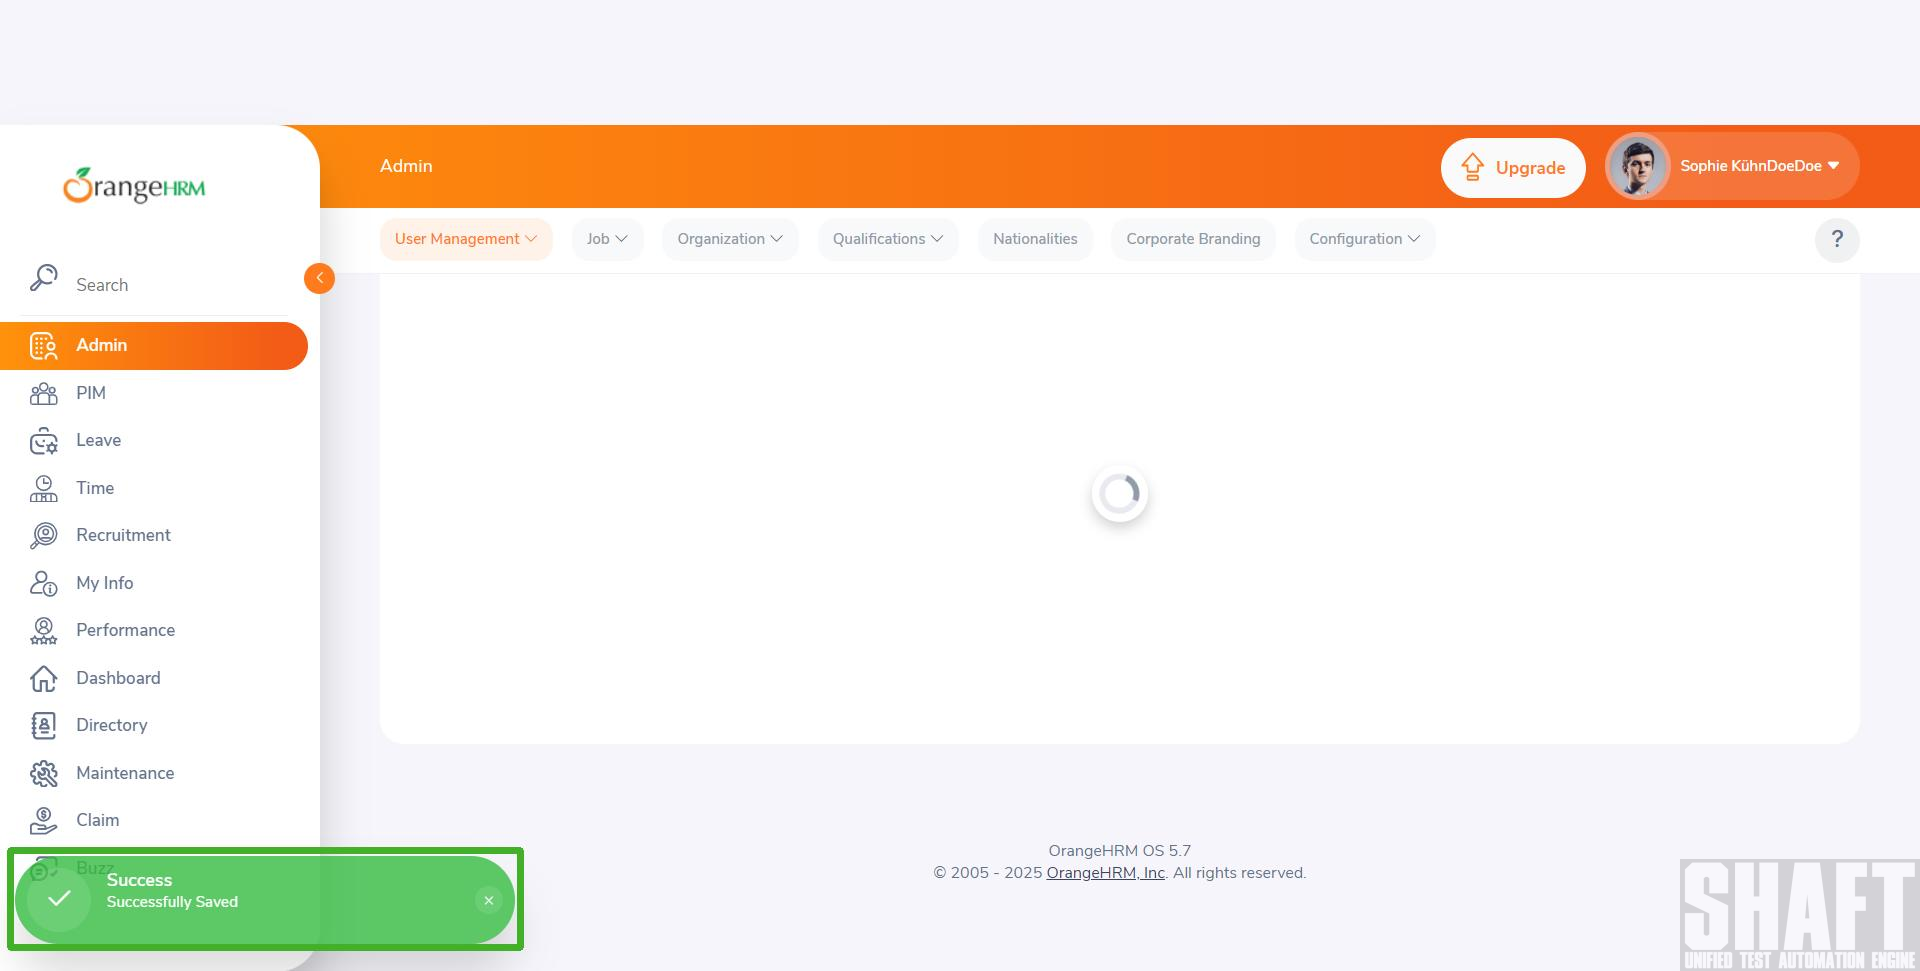 OrangeHRM
Admin
Upgrade
Sophie KühnDoeDoe
User Management
Job
Organization
Qualifications
Nationalities
Corporate Branding
Configuration
?
Search
Admin
PIM
Leave
Time
Recruitment
My Info
Performance
Dashboard
Directory
Maintenance
Claim
Buzz
Success
Successfully Saved
OrangeHRM OS 5.7
© 2005 - 2025 OrangeHRM, Inc. All rights reserved.
SHAFT
UNIFIED TEST AUTOMATION ENGINE